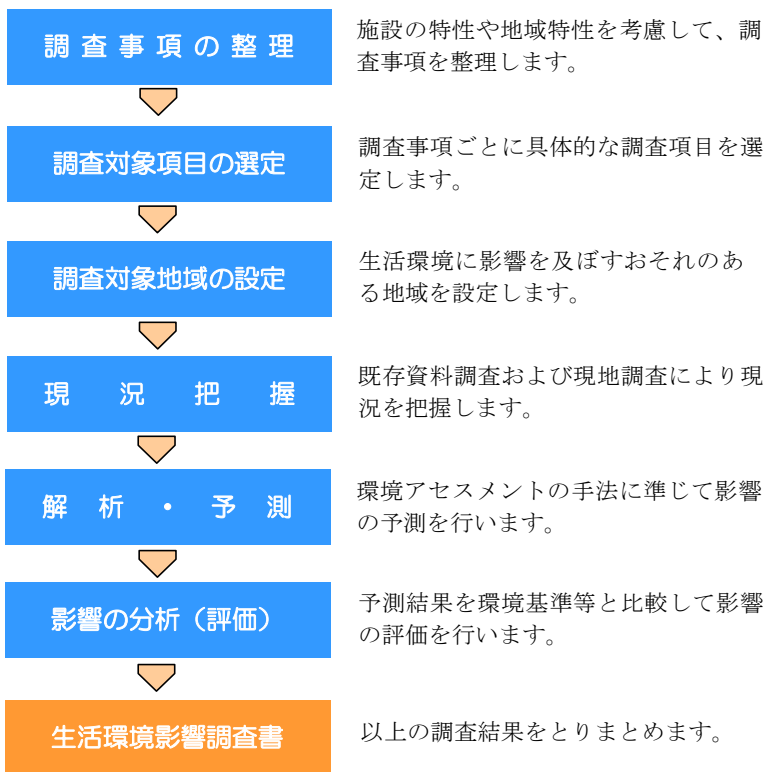 調査事項の整理
施設の特性や地域特性を考慮して、調
査事項を整理します。
調査対象項目の選定
調査事項ごとに具体的な調査項目を選
定します。
調査対象地域の設定
生活環境に影響を及ぼすおそれのあ
る地域を設定します。
現況把握
既存資料調査および現地調査により現
況を把握します。
解析・予測
環境アセスメントの手法に準じて影響
の予測を行います。
影響の分析（評価）
予測結果を環境基準等と比較して影響
の評価を行います。
生活環境影響調査書
以上の調査結果をとりまとめます。